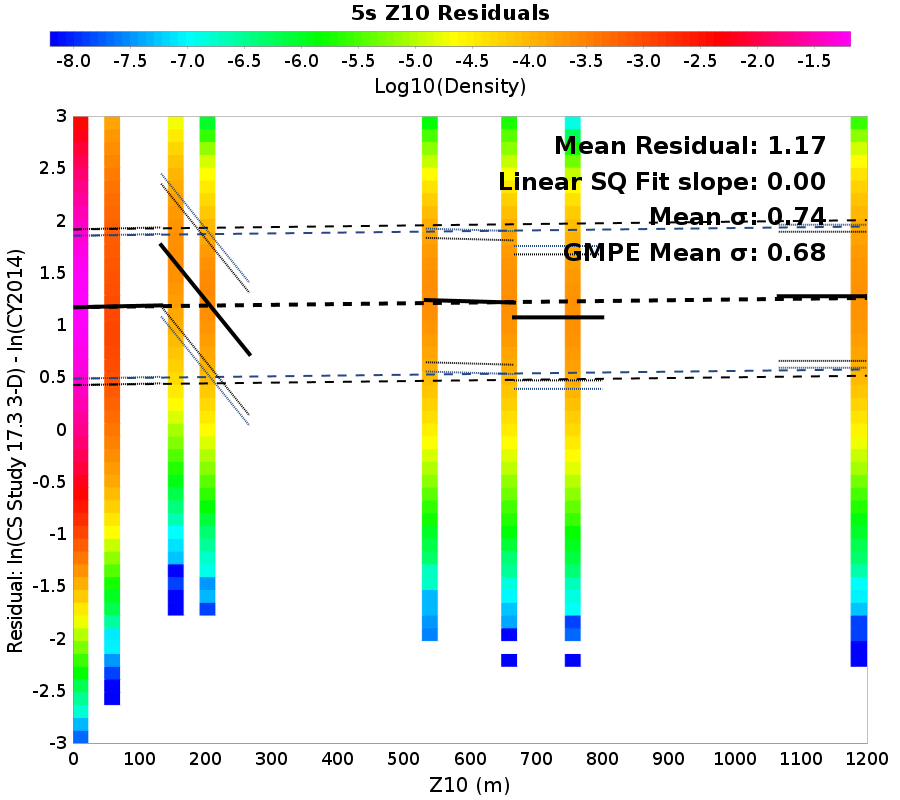 5s Z10 Residuals
-8.0 -7.5 -7.0 -6.5 -6.0 -5.5 -5.0 -4.5 -4.0 -3.5 -3.0 -2.5 -2.0 -1.5
Log10(Density)
Mean Residual: 1.17
Linear SQ Fit slope: 0.00
Mean σ: 0.74
GMPE Mean σ: 0.68
Residual: ln(CS Study 17.3 3-D) - ln(CY2014)
3
2.5
2
1.5
1
0.5
0
-0.5
-1
-1.5
-2
-2.5
-3
0 100 200 300 400 500 600 700 800 900 1000 1100 1200
Z10 (m)